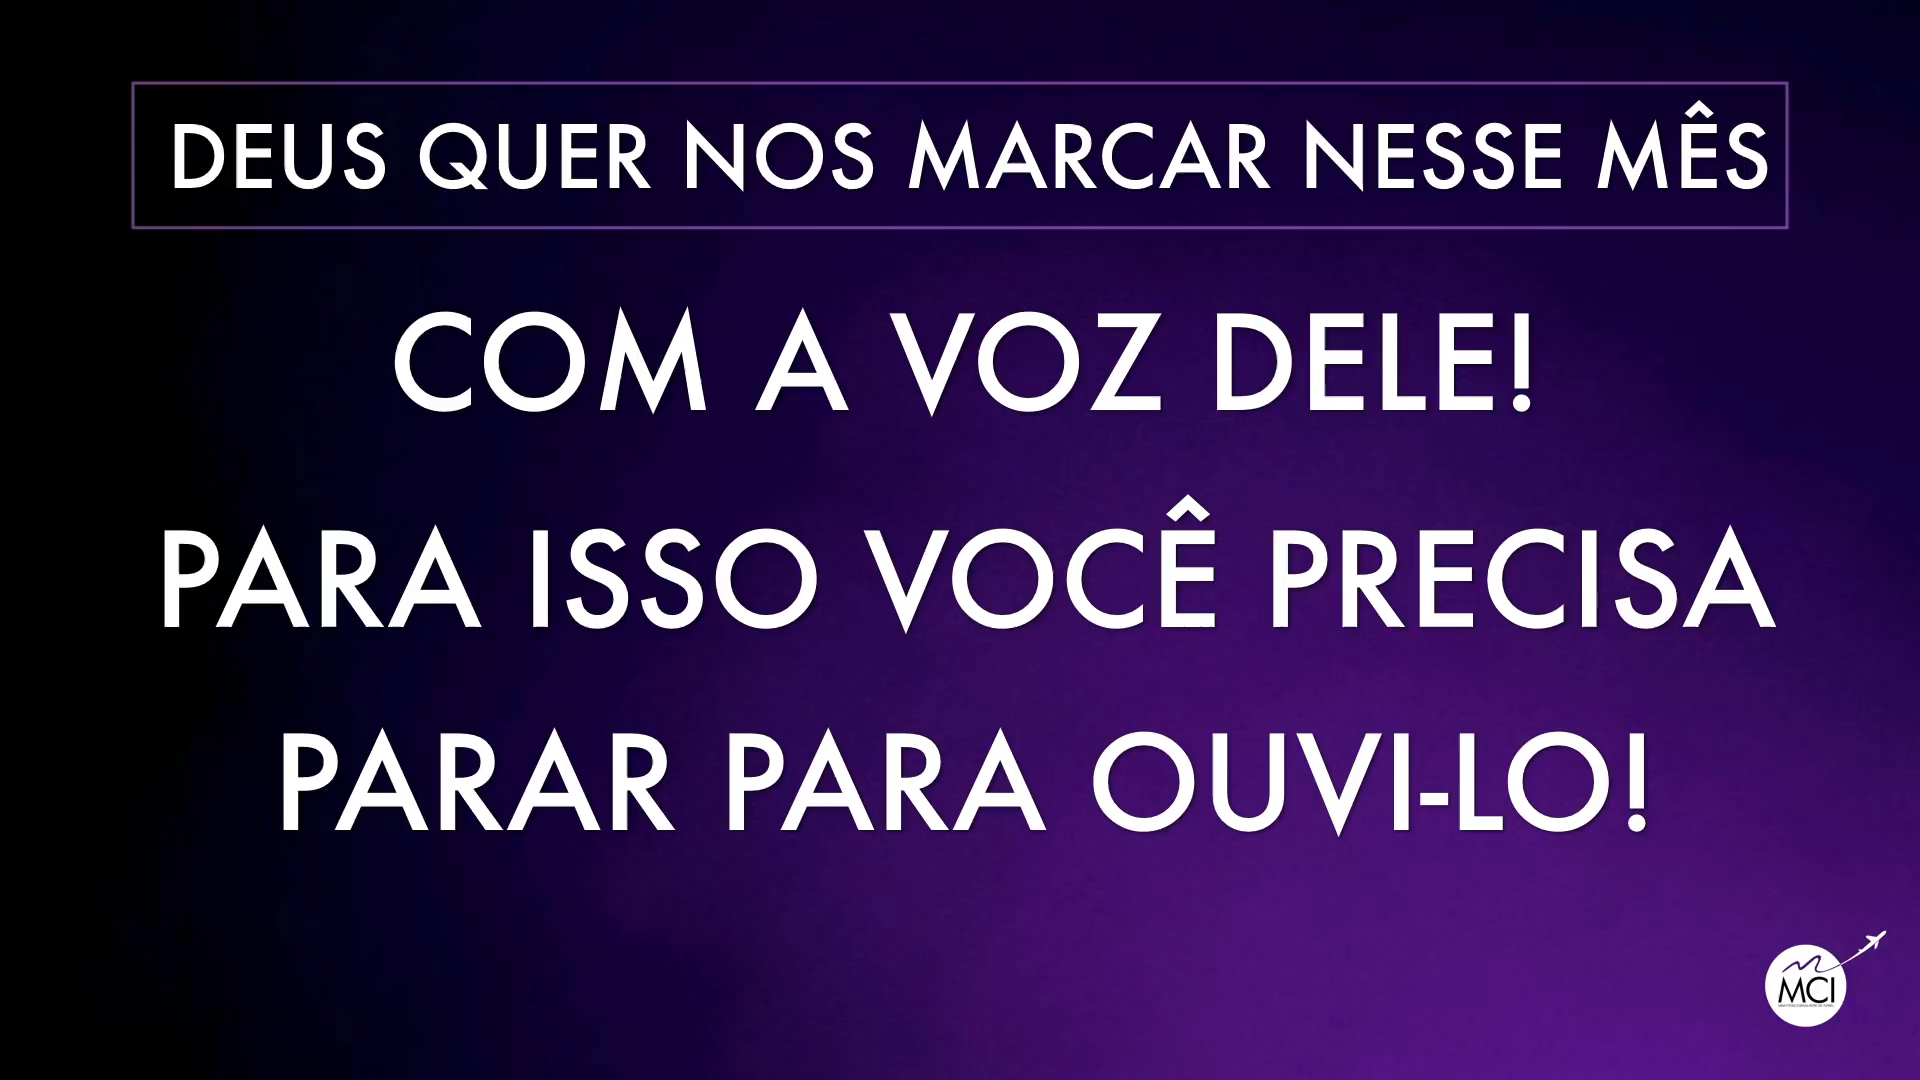 DEUS QUER NOS MARCAR NESSE MÊS
COM A VOZ DELE!
PARA ISSO VOCÊ PRECISA
PARAR PARA OUVI-LO!
MCI